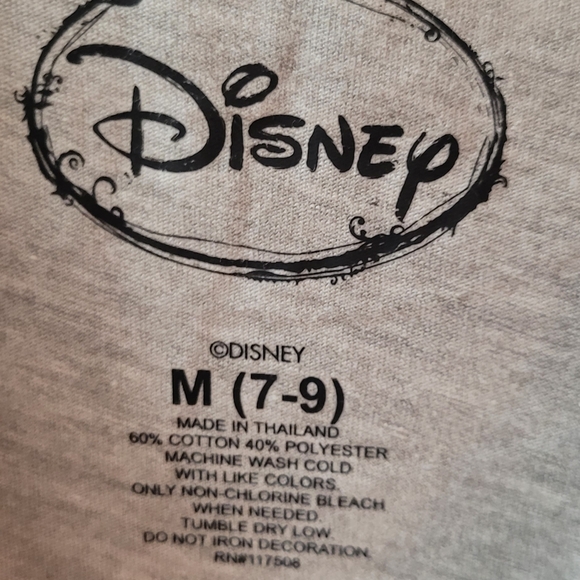 DISNEY
©DISNEY
M (7-9)
MADE IN THAILAND
60% COTTON 40% POLYESTER
MACHINE WASH COLD
WITH LIKE COLORS.
ONLY NON-CHLORINE BLEACH
WHEN NEEDED.
TUMBLE DRY LOW.
DO NOT IRON DECORATION.
RN#117508